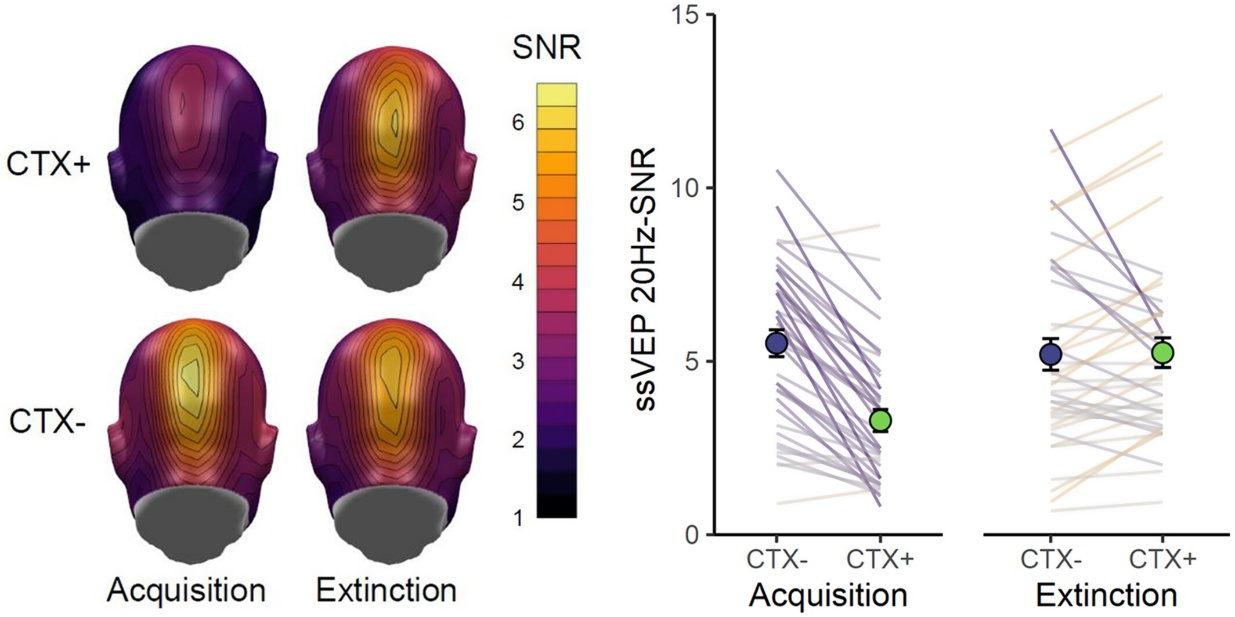 SNR
CTX+
CTX-
6
5
4
3
2
1
Acquisition
Extinction
ssVEP 20Hz-SNR
15
10
5
0
CTX-
CTX+
CTX-
CTX+
Acquisition
Extinction